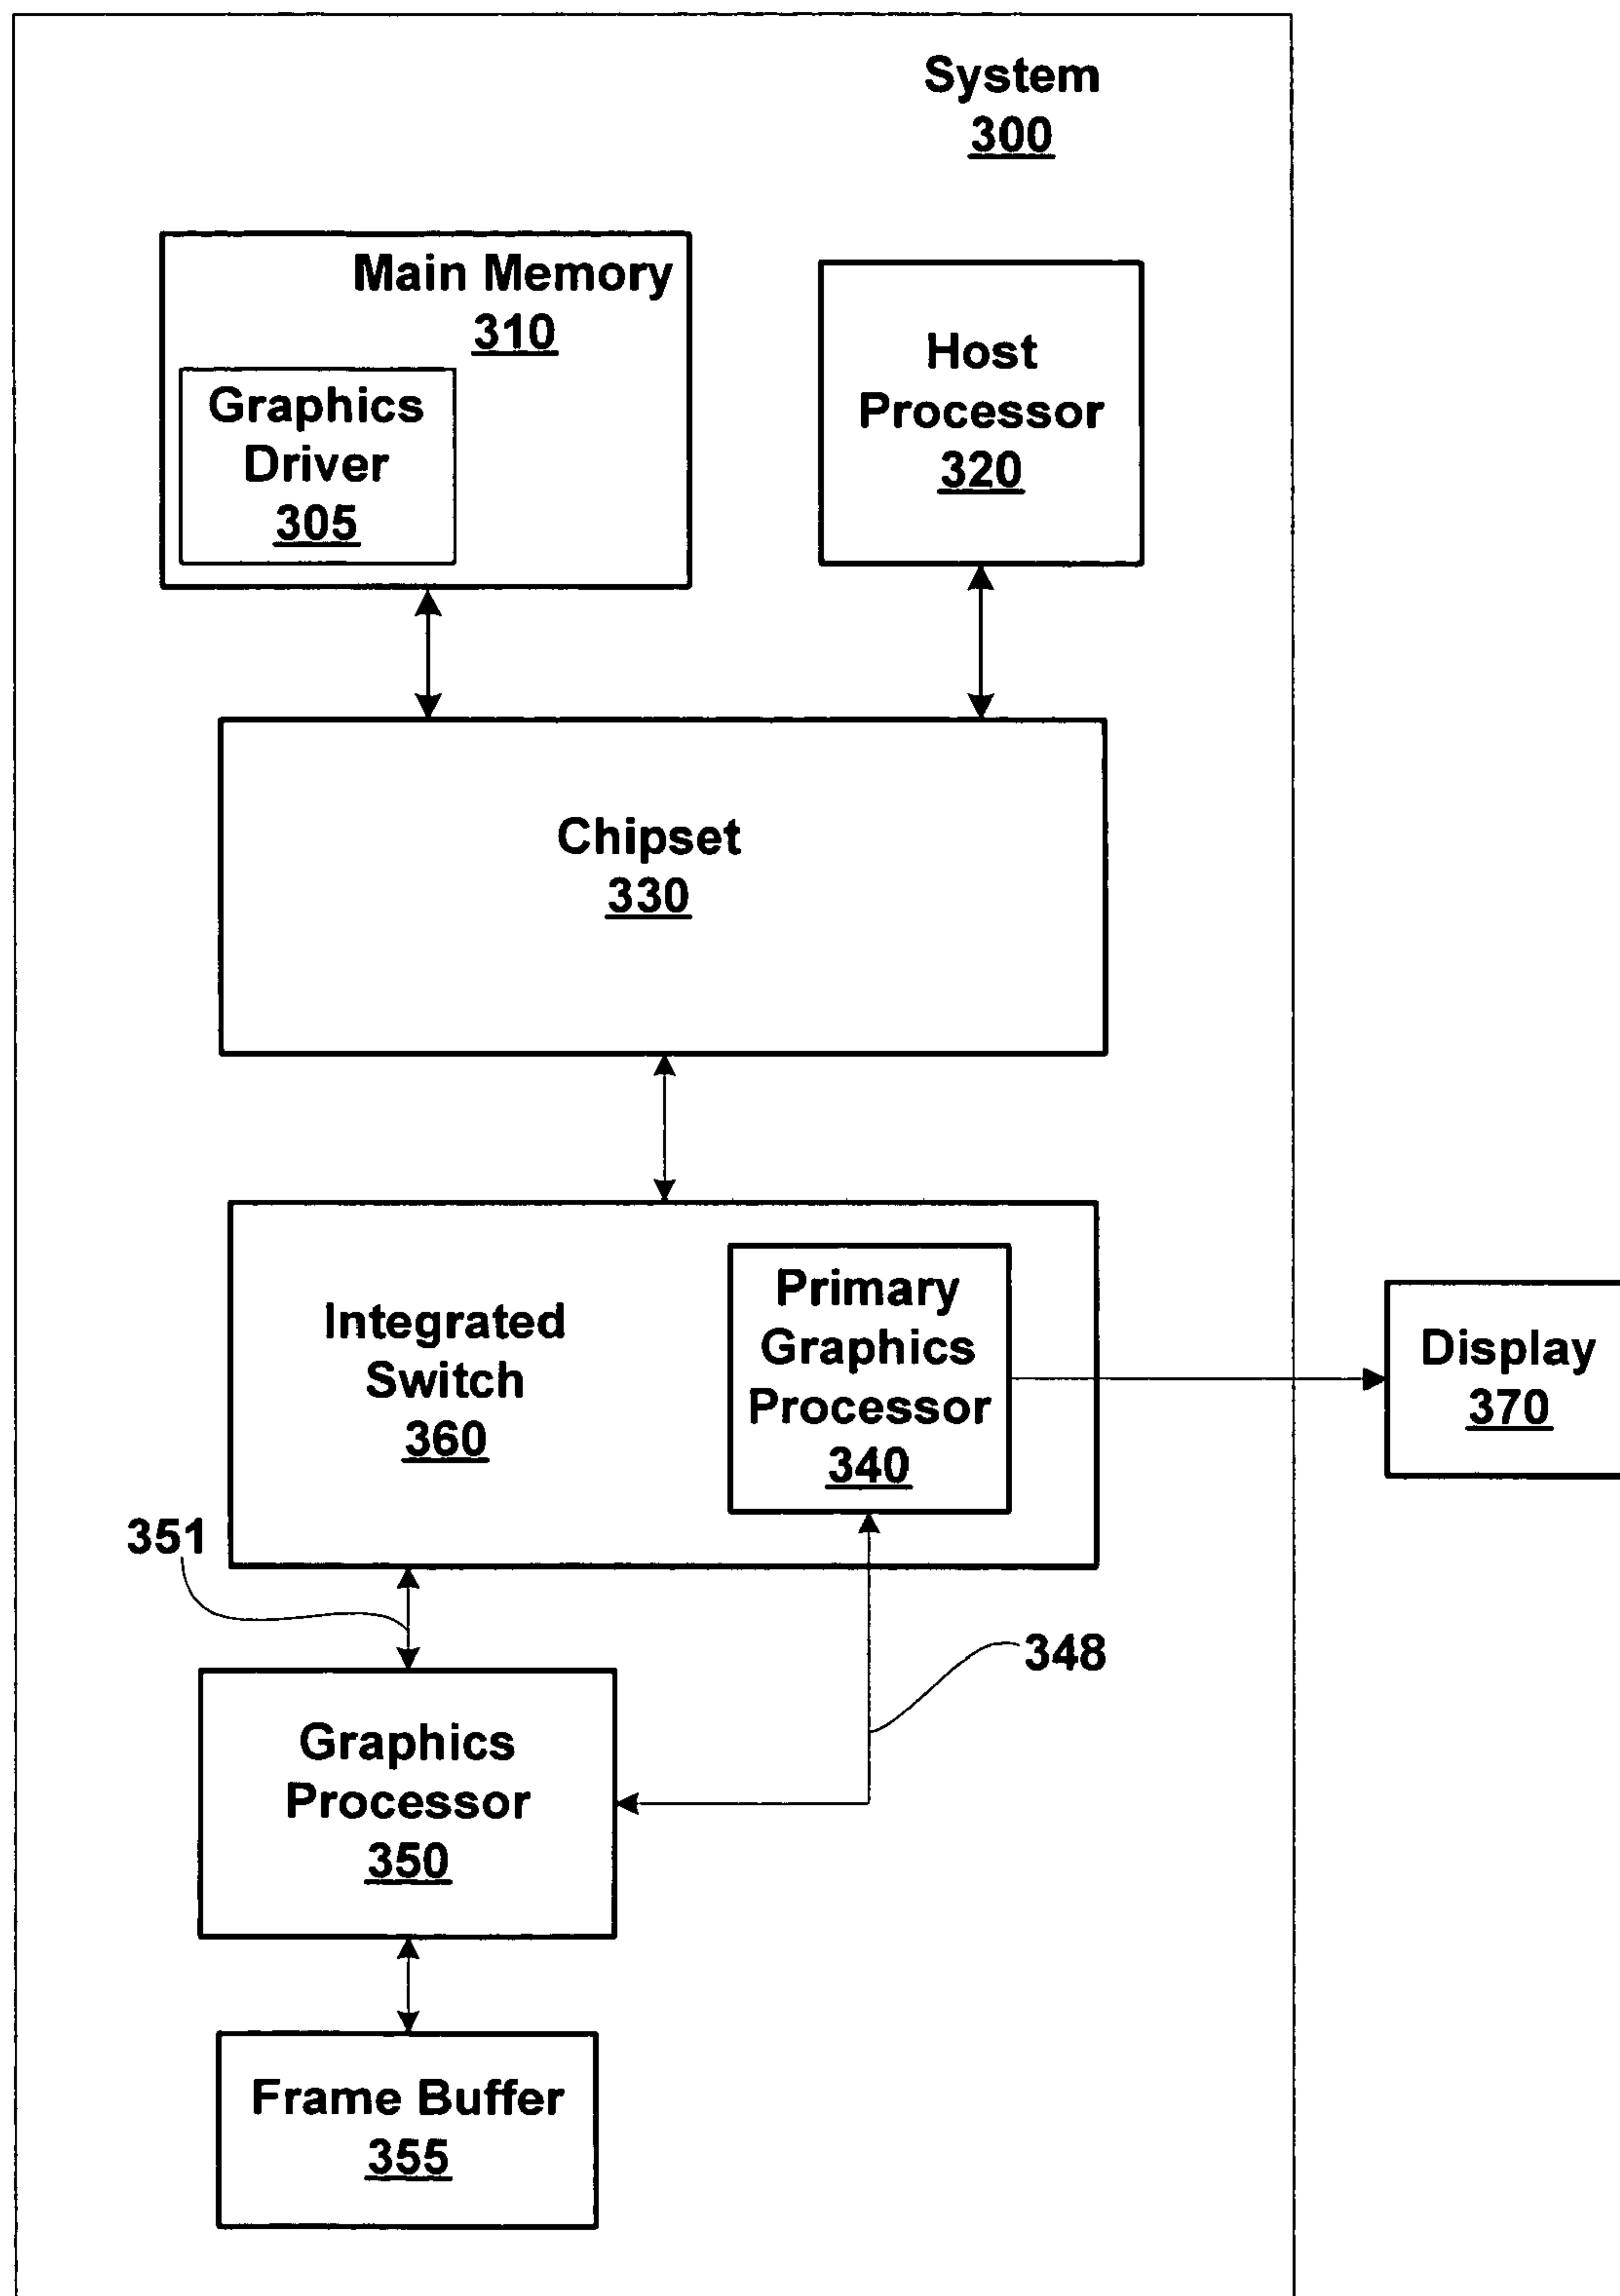 System
300
Main Memory
310
Graphics
Driver
305
Host
Processor
320
Chipset
330
Integrated
Switch
360
Primary
Graphics
Processor
340
Display
370
351
348
Graphics
Processor
350
Frame Buffer
355